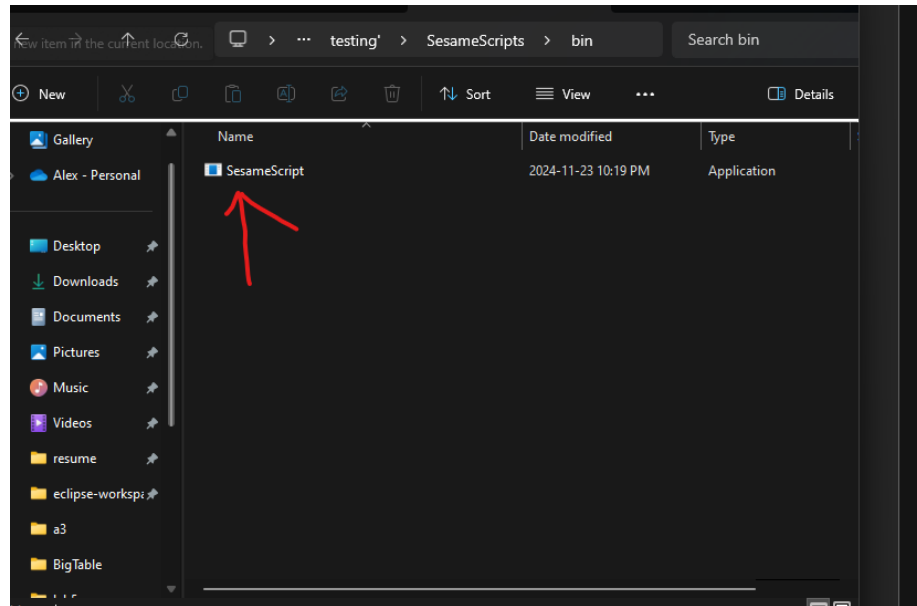 new item in the current location.
testing' > SesameScripts > bin
Search bin
New
Sort
View
Details
Gallery
Alex - Personal
Desktop
Downloads
Documents
Pictures
Music
Videos
resume
eclipse-workspa
a3
BigTable
Name
Date modified
Type
SesameScript
2024-11-23 10:19 PM
Application